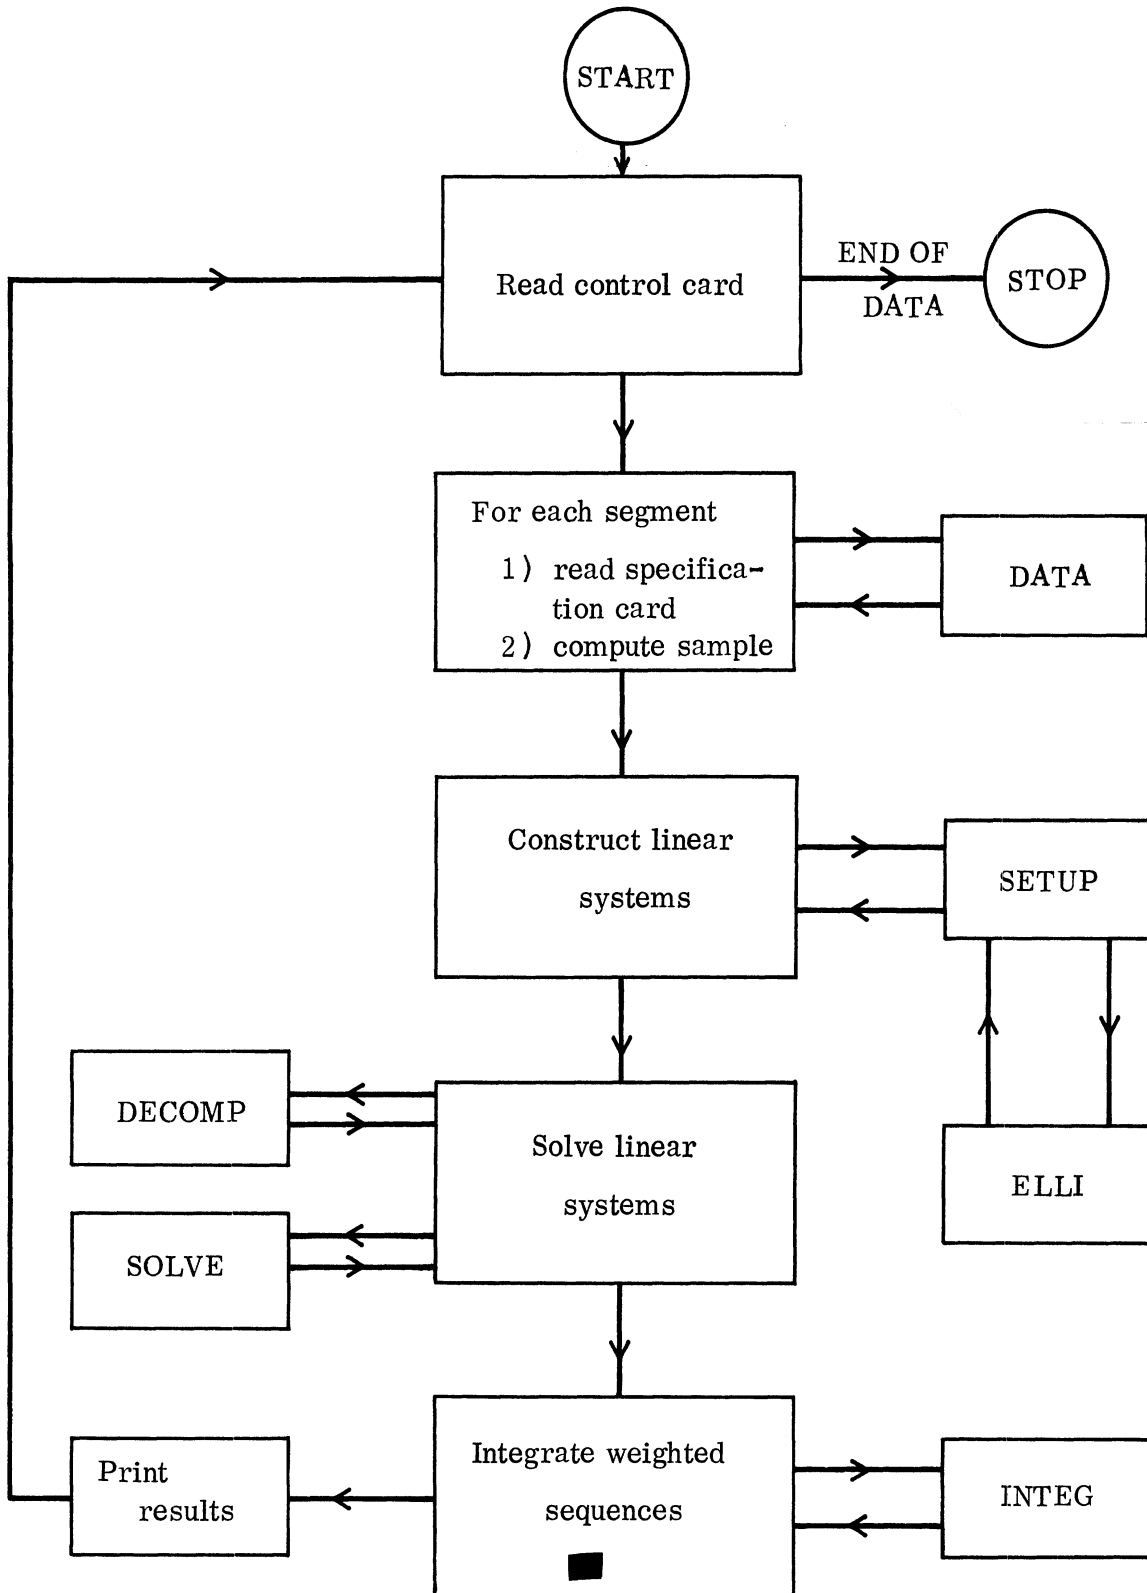 START
Read control card
END OF
DATA
STOP
For each segment
1) read specifica-
tion card
2) compute sample
DATA
Construct linear
systems
SETUP
DECOMP
Solve linear
systems
ELLI
SOLVE
Integrate weighted
sequences
Print
results
INTEG